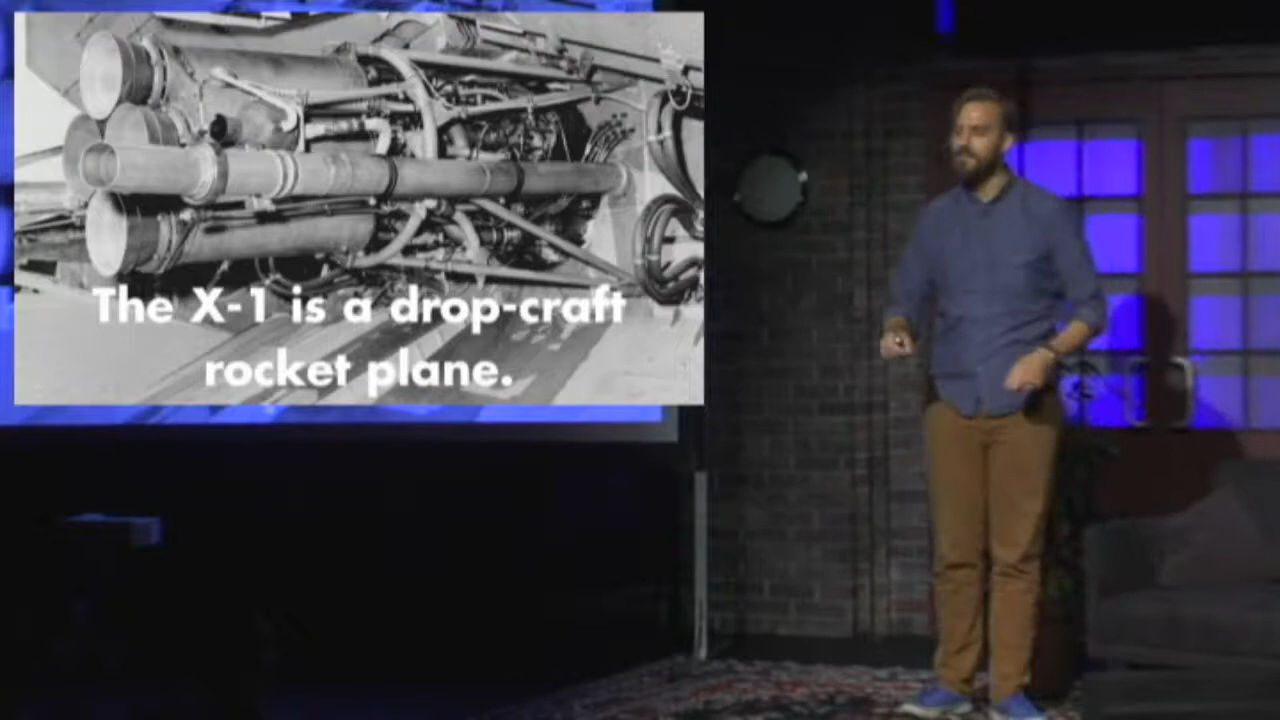 The X-1 is a drop-craft
rocket plane.